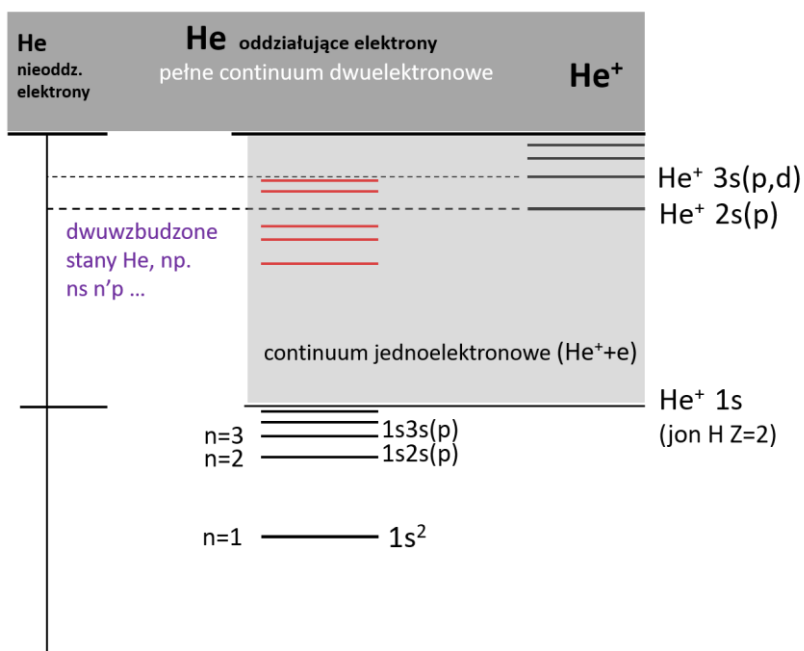 He
nieoddz.
elektrony
He oddziałujące elektrony
pełne continuum dwuelektronowe
He⁺
He⁺ 3s(p,d)
He⁺ 2s(p)
dwuwzbudzone
stany He, np.
ns n'p ...
continuum jednoelektronowe (He⁺+e)
He⁺ 1s
(jon H Z=2)
n=3
1s3s(p)
n=2
1s2s(p)
n=1
1s²